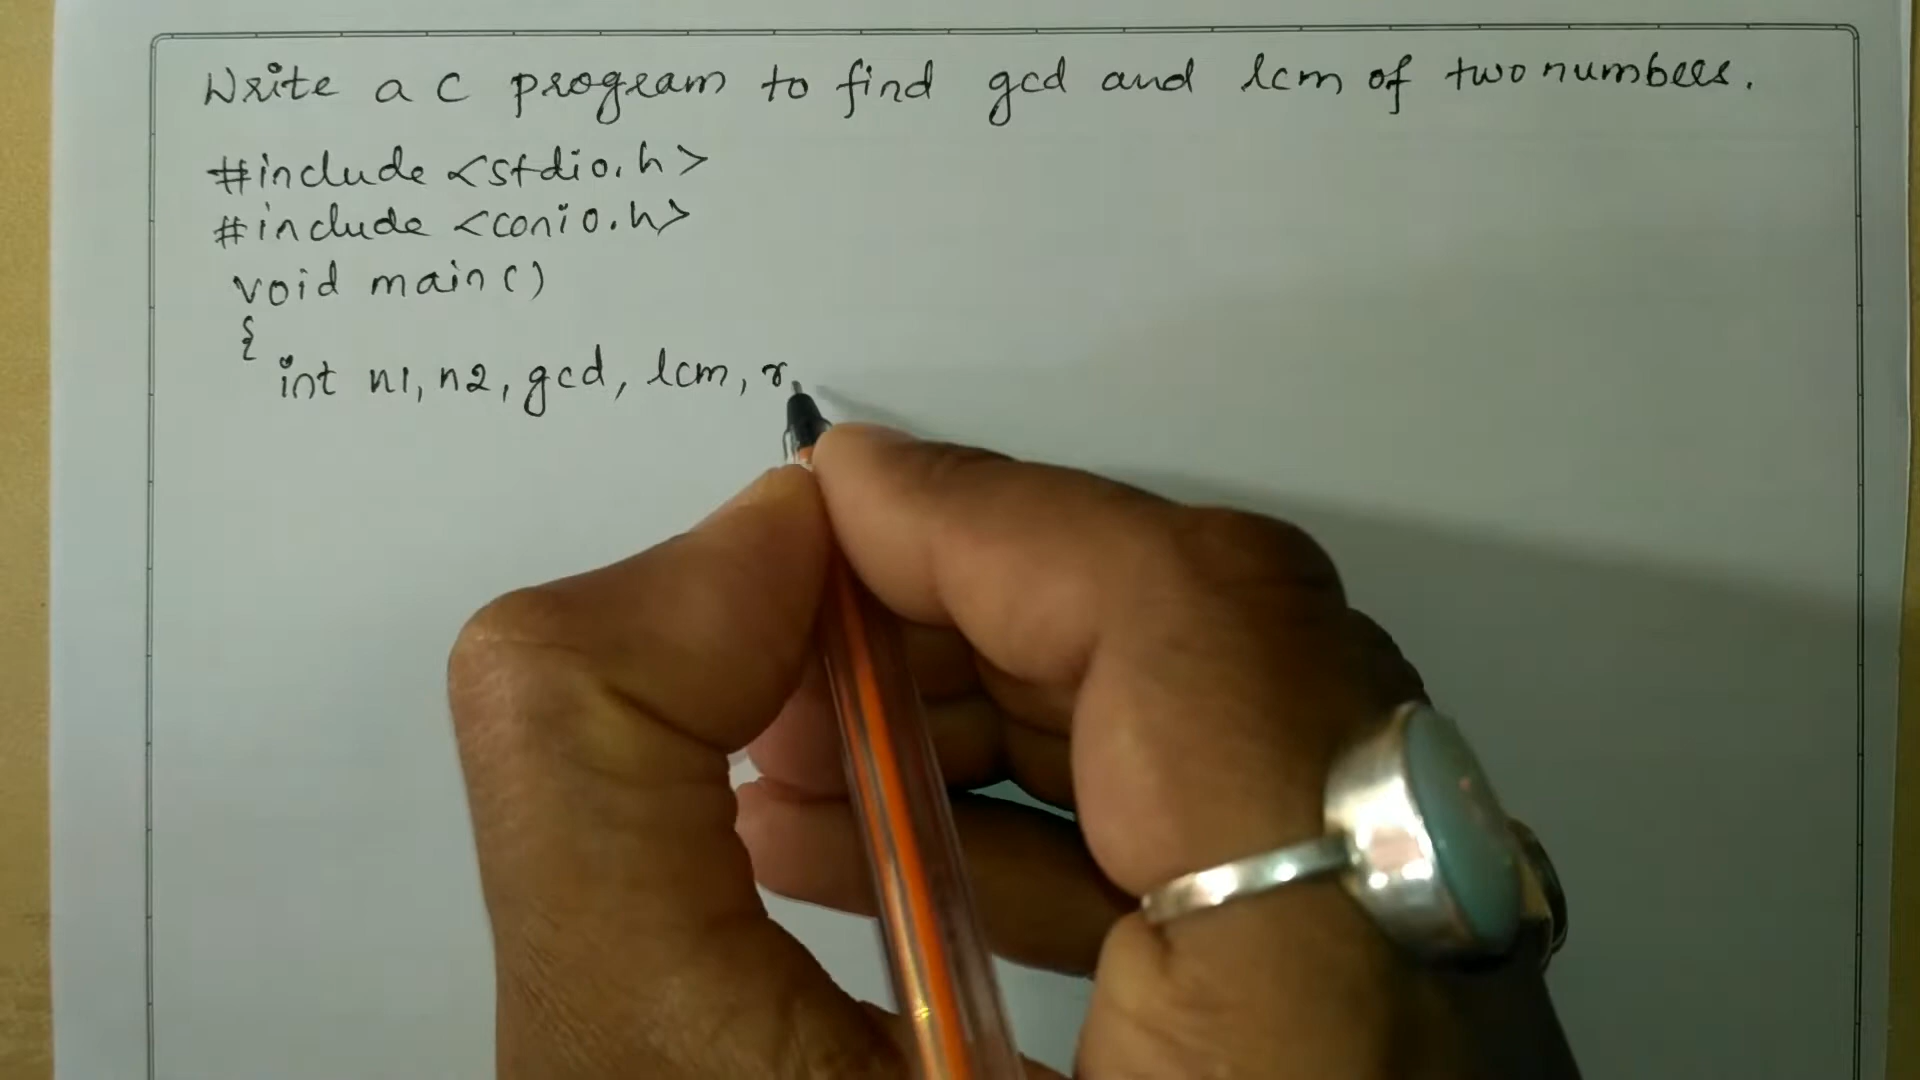 Write a c program to find gcd and lcm of two numbers.
#include <stdio.h>
#include <conio.h>
void main()
{
int n1, n2, gcd, lcm, r